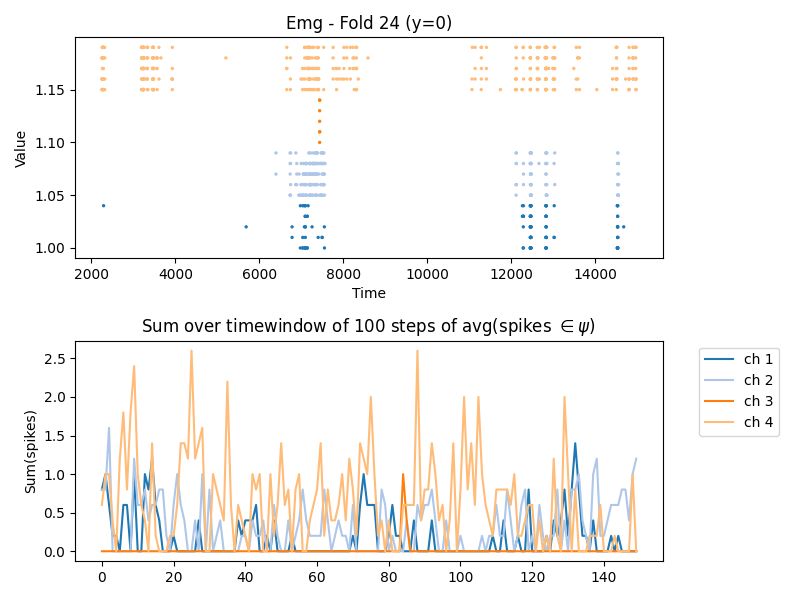 Emg - Fold 24 (y=0)
Value
1.15
1.10
1.05
1.00
2000 4000 6000 8000 10000 12000 14000
Time
Sum over timewindow of 100 steps of avg(spikes ∈ψ)
Sum(spikes)
2.5
2.0
1.5
1.0
0.5
0.0
0 20 40 60 80 100 120 140
ch 1
ch 2
ch 3
ch 4